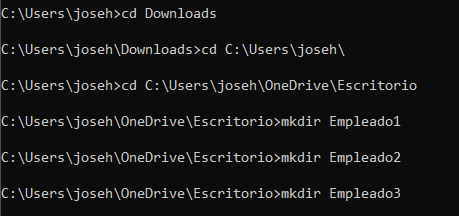 C:\Users\joseh>cd Downloads
C:\Users\joseh\Downloads>cd C:\Users\joseh\
C:\Users\joseh>cd C:\Users\joseh\OneDrive\Escritorio
C:\Users\joseh\OneDrive\Escritorio>mkdir Empleado1
C:\Users\joseh\OneDrive\Escritorio>mkdir Empleado2
C:\Users\joseh\OneDrive\Escritorio>mkdir Empleado3